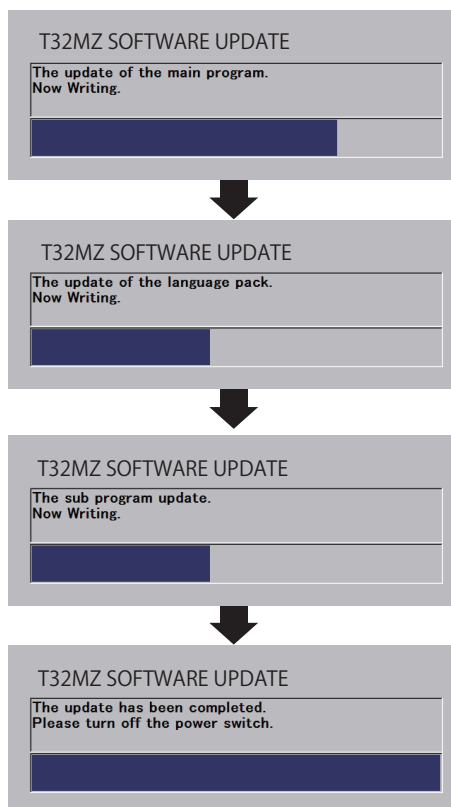 T32MZ SOFTWARE UPDATE
The update of the main program.
Now Writing.
T32MZ SOFTWARE UPDATE
The update of the language pack.
Now Writing.
T32MZ SOFTWARE UPDATE
The sub program update.
Now Writing.
T32MZ SOFTWARE UPDATE
The update has been completed.
Please turn off the power switch.